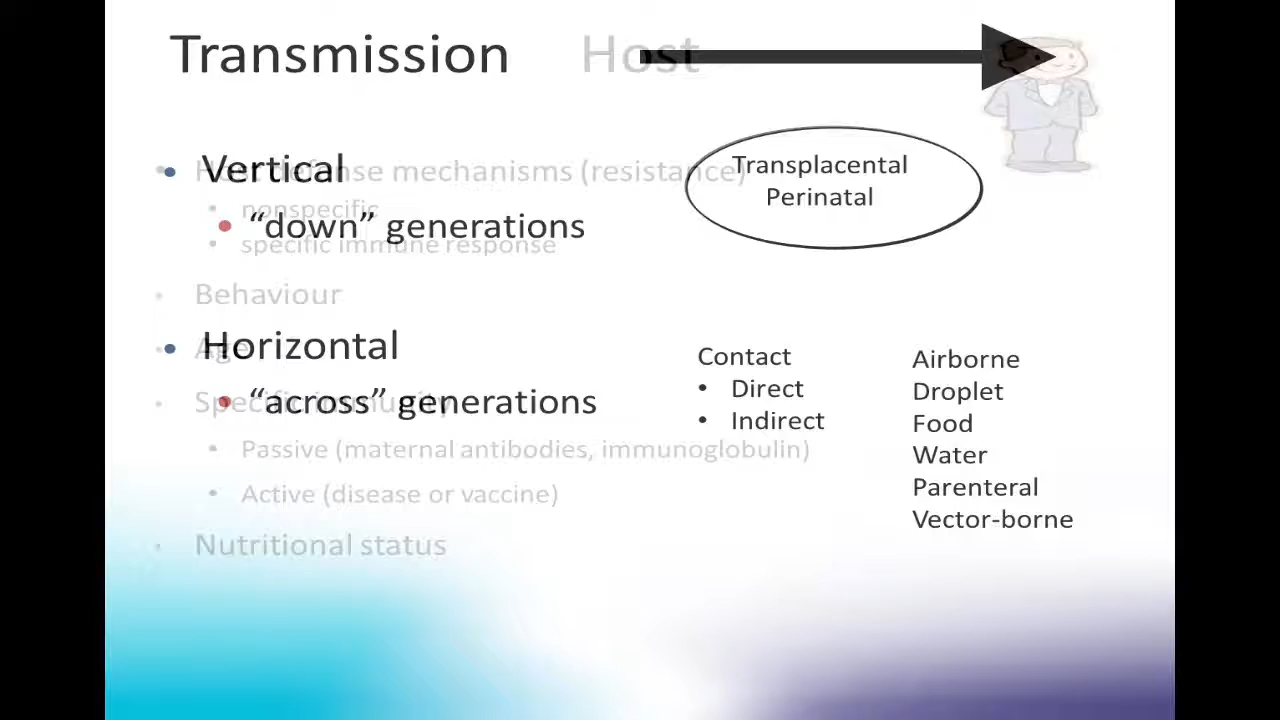 Transmission
Vertical
“down” generations
Transplacental
Perinatal
Horizontal
“across” generations
Contact
Direct
Indirect
Airborne
Droplet
Food
Water
Parenteral
Vector-borne
Host
Host defense mechanisms (resistance)
nonspecific
specific immune response
Behaviour
Age
Specific immunity
Passive (maternal antibodies, immunoglobulin)
Active (disease or vaccine)
Nutritional status